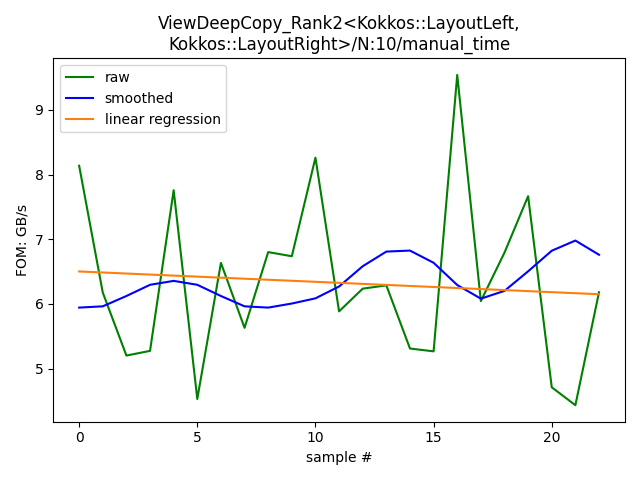 ViewDeepCopy_Rank2<Kokkos::LayoutLeft,
Kokkos::LayoutRight>/N:10/manual_time
raw
smoothed
linear regression
FOM: GB/s
9
8
7
6
5
0
5
10
15
20
sample #